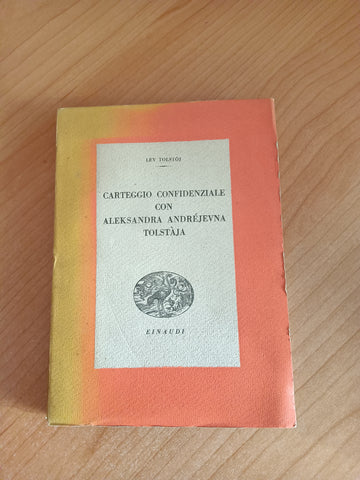 LEV TOLSTÒJ
CARTEGGIO CONFIDENZIALE
CON
ALEKSANDRA ANDRÉJEVNA
TOLSTÀJA
EINAUDI